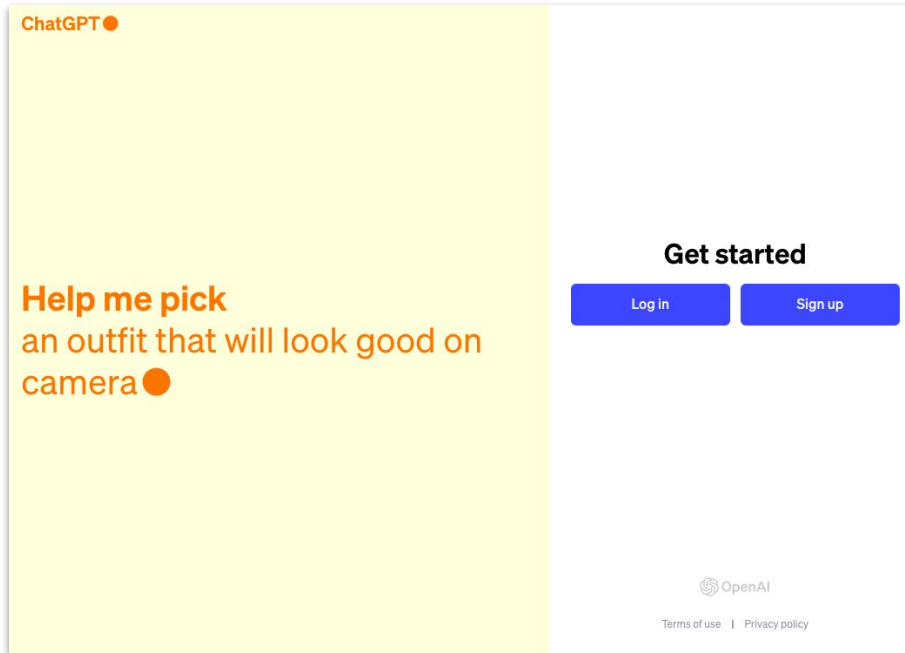 ChatGPT
Help me pick
an outfit that will look good on
camera
Get started
Log in Sign up
OpenAI
Terms of use | Privacy policy